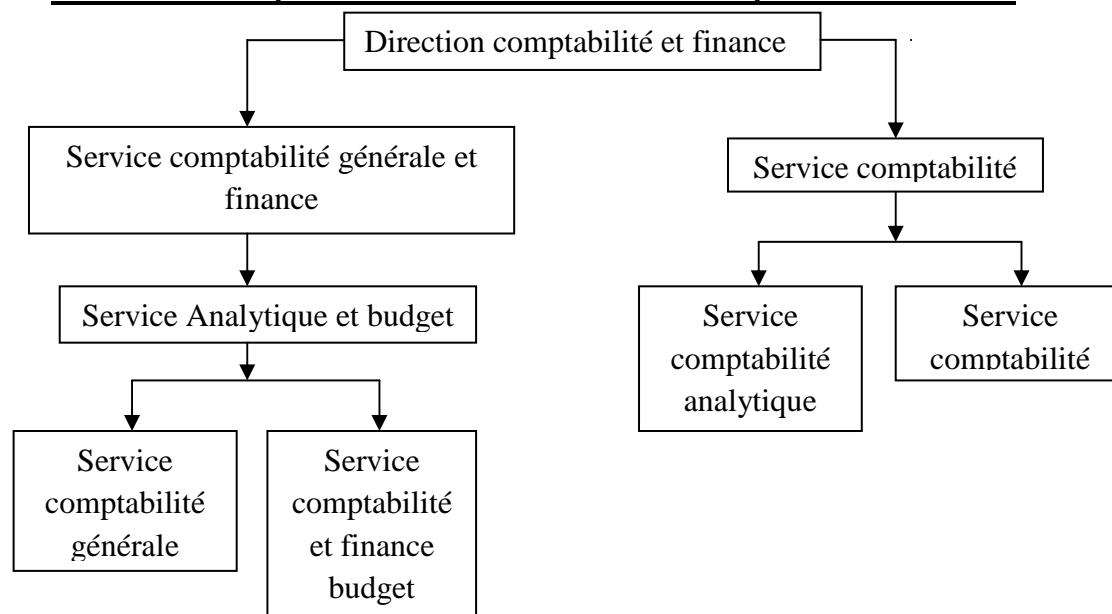 Direction comptabilité et finance
Service comptabilité générale et
finance
Service comptabilité
Service Analytique et budget
Service
comptabilité
analytique
Service
comptabilité
Service
comptabilité
générale
Service
comptabilité
et finance
budget